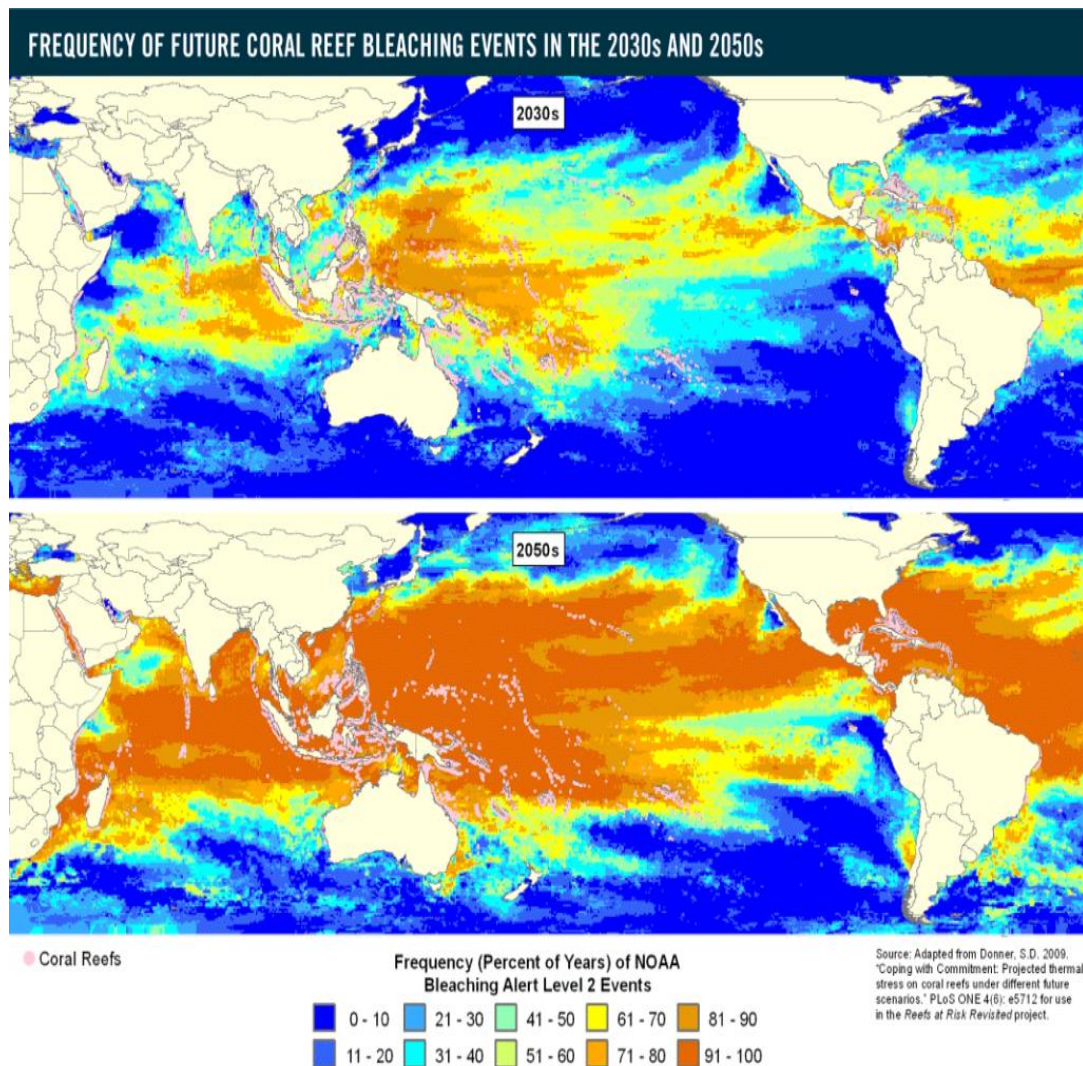 FREQUENCY OF FUTURE CORAL REEF BLEACHING EVENTS IN THE 2030s AND 2050s
2030s
2050s
Coral Reefs
Frequency (Percent of Years) of NOAA
Bleaching Alert Level 2 Events
0 - 10 21 - 30 41 - 50 61 - 70 81 - 90
11 - 20 31 - 40 51 - 60 71 - 80 91 - 100
Source: Adapted from Donner, S.D. 2009.
"Coping with Commitment: Projected thermal
stress on coral reefs under different future
scenarios." PLoS ONE 4(6): e5712 for use
in the Reefs at Risk Revisited project.